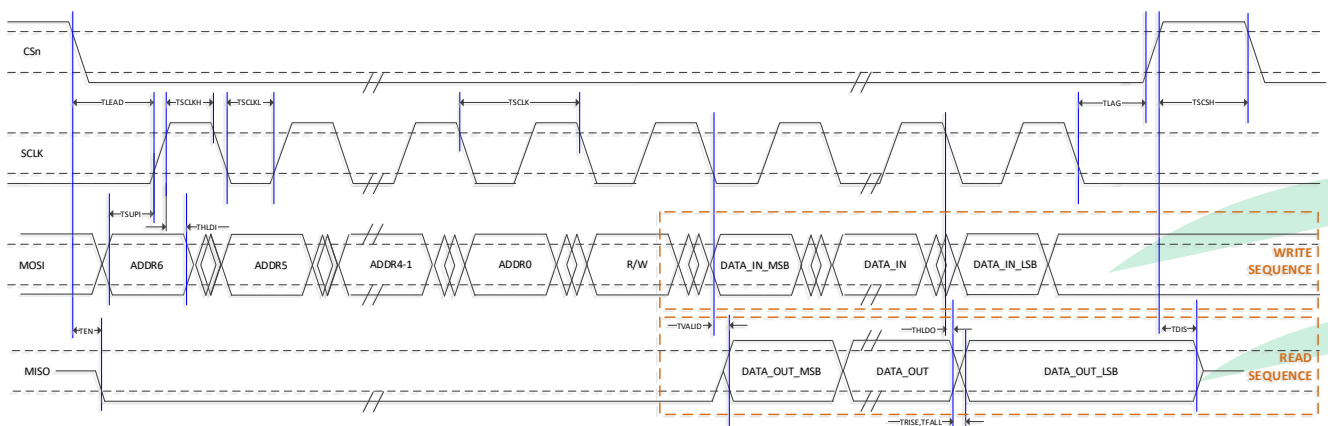 CSn
TLEAD
TSCLKH
TSCLKL
TSCLK
TLAG
TSCSH
SCLK
TSUPI
THLDI
MOSI
ADDR6
ADDR5
ADDR4-1
ADDR0
R/W
DATA_IN_MSB
DATA_IN
DATA_IN_LSB
WRITE
SEQUENCE
TEN
TVALID
THLDO
TDIS
MISO
DATA_OUT_MSB
DATA_OUT
DATA_OUT_LSB
READ
SEQUENCE
TRISE,TFALL